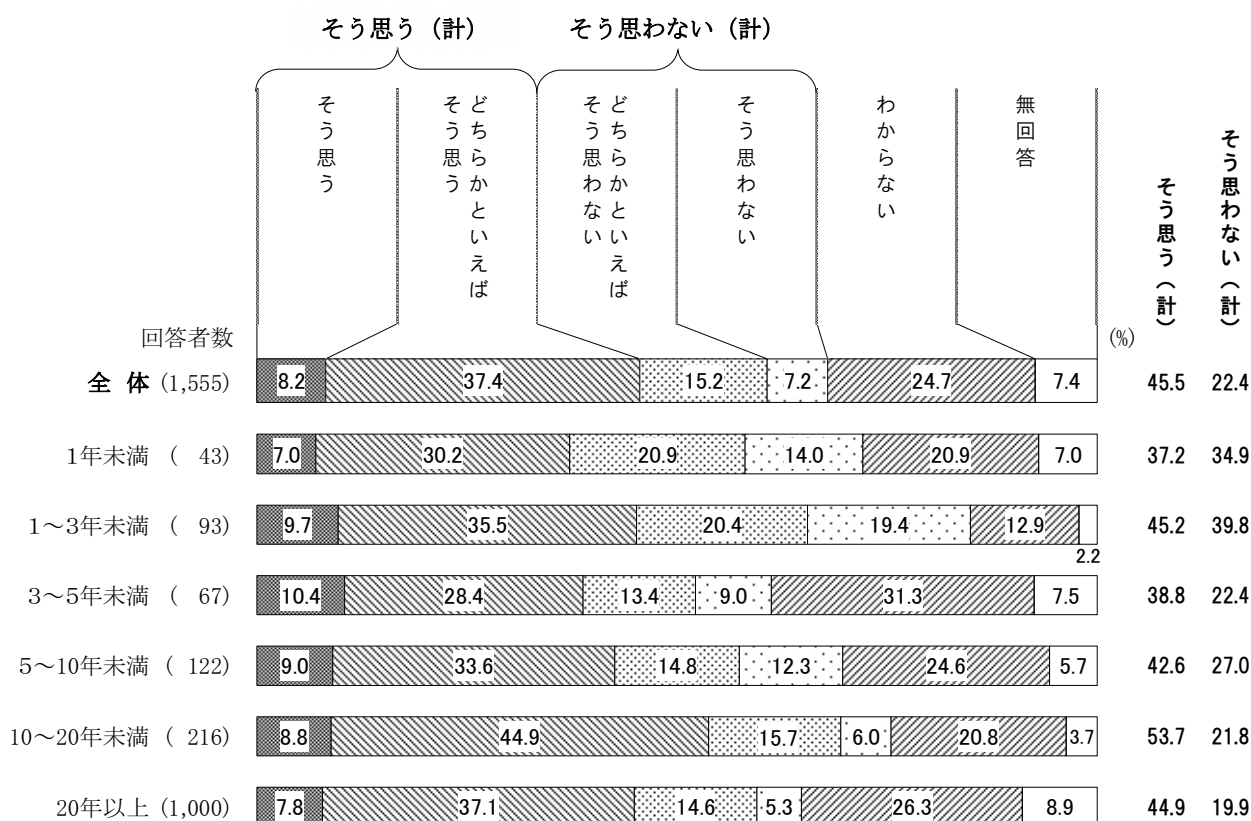 そう思う（計） そう思わない（計）
そう思う
どちらかといえば
そう思う
どちらかといえば
そう思わない
そう思わない
わからない
無回答
そう思う（計）
そう思わない（計）
回答者数 (%)
全 体 (1,555) 8.2 37.4 15.2 7.2 24.7 7.4 45.5 22.4
1年未満 ( 43) 7.0 30.2 20.9 14.0 20.9 7.0 37.2 34.9
1～3年未満 ( 93) 9.7 35.5 20.4 19.4 12.9 2.2 45.2 39.8
3～5年未満 ( 67) 10.4 28.4 13.4 9.0 31.3 7.5 38.8 22.4
5～10年未満 ( 122) 9.0 33.6 14.8 12.3 24.6 5.7 42.6 27.0
10～20年未満 ( 216) 8.8 44.9 15.7 6.0 20.8 3.7 53.7 21.8
20年以上 (1,000) 7.8 37.1 14.6 5.3 26.3 8.9 44.9 19.9